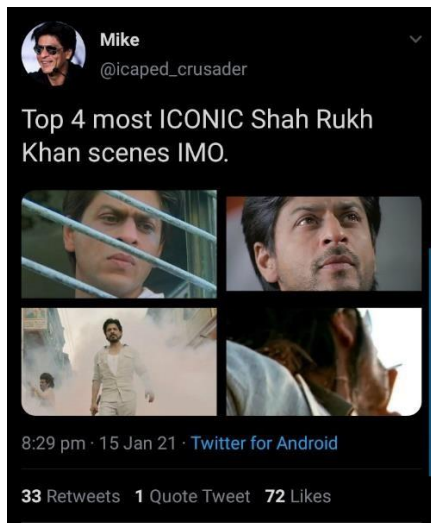 Mike
@icaped_crusader
Top 4 most ICONIC Shah Rukh
Khan scenes IMO.
8:29 pm · 15 Jan 21 · Twitter for Android
33 Retweets 1 Quote Tweet 72 Likes